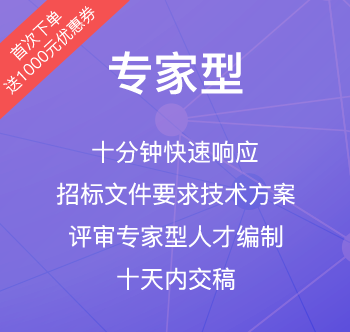 首次下单
送1000元优惠券
专家型
十分钟快速响应
招标文件要求技术方案
评审专家型人才编制
十天内交稿